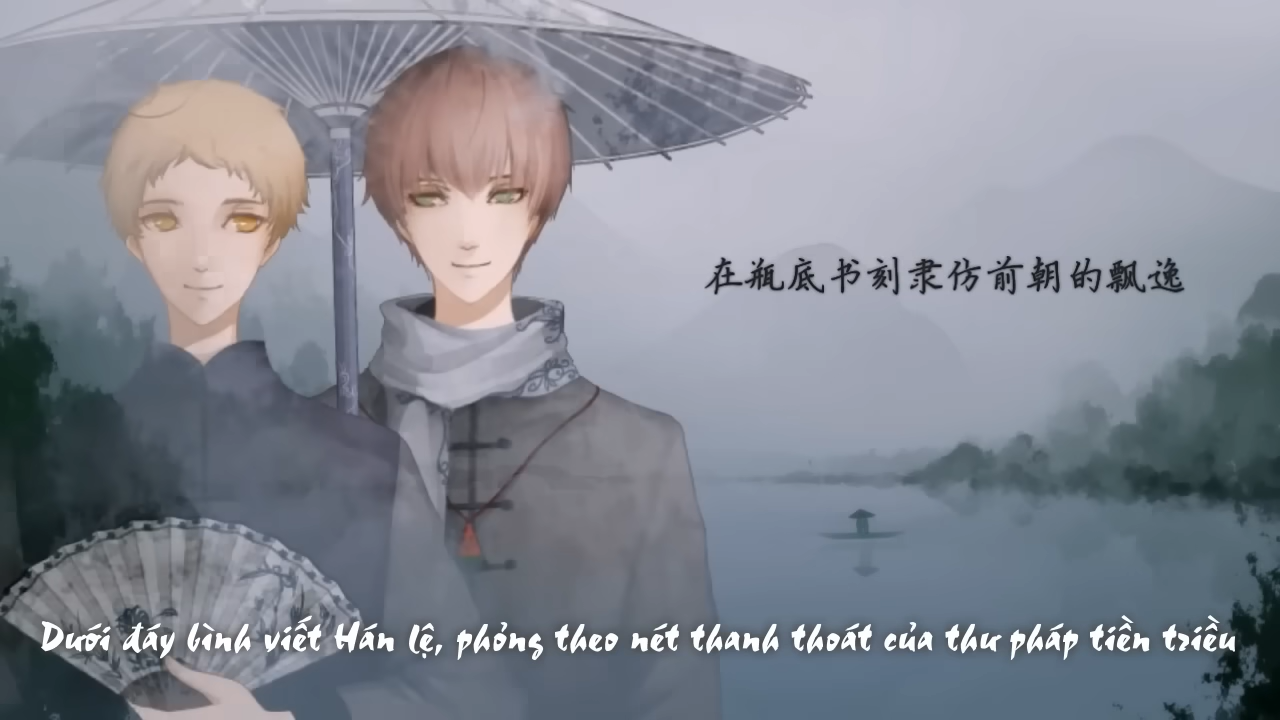 在瓶底书刻隶仿前朝的飘逸
Dưới đáy bình viết Hán lệ, phỏng theo nét thanh thoát của thư pháp tiền triều